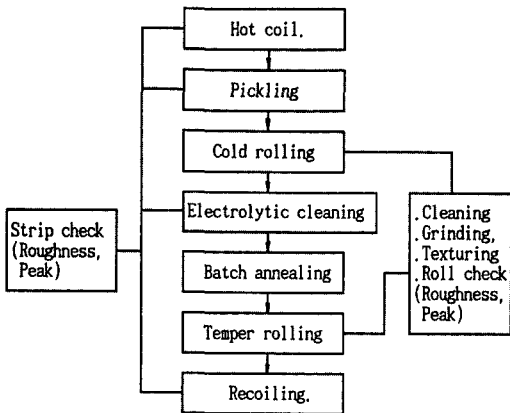 Hot coil.
Pickling
Cold rolling
Electrolytic cleaning
Strip check
(Roughness,
Peak)
.Cleaning
.Grinding,
.Texturing
.Roll check
(Roughness,
Peak)
Batch annealing
Temper rolling
Recoiling.